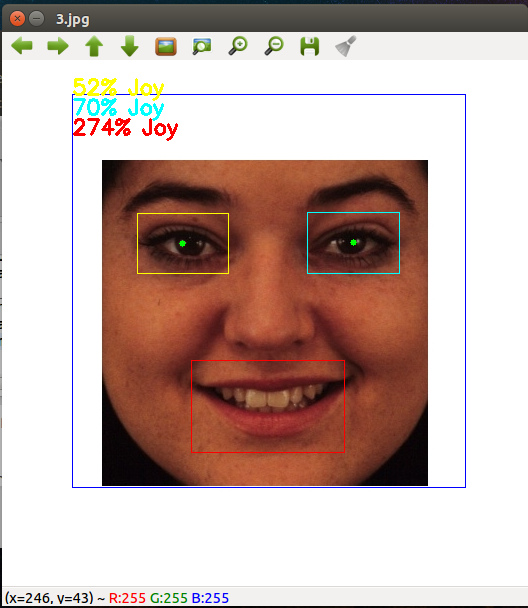 3.jpg
52% Joy
70% Joy
274% Joy
(x=246, y=43) ~ R:255 G:255 B:255